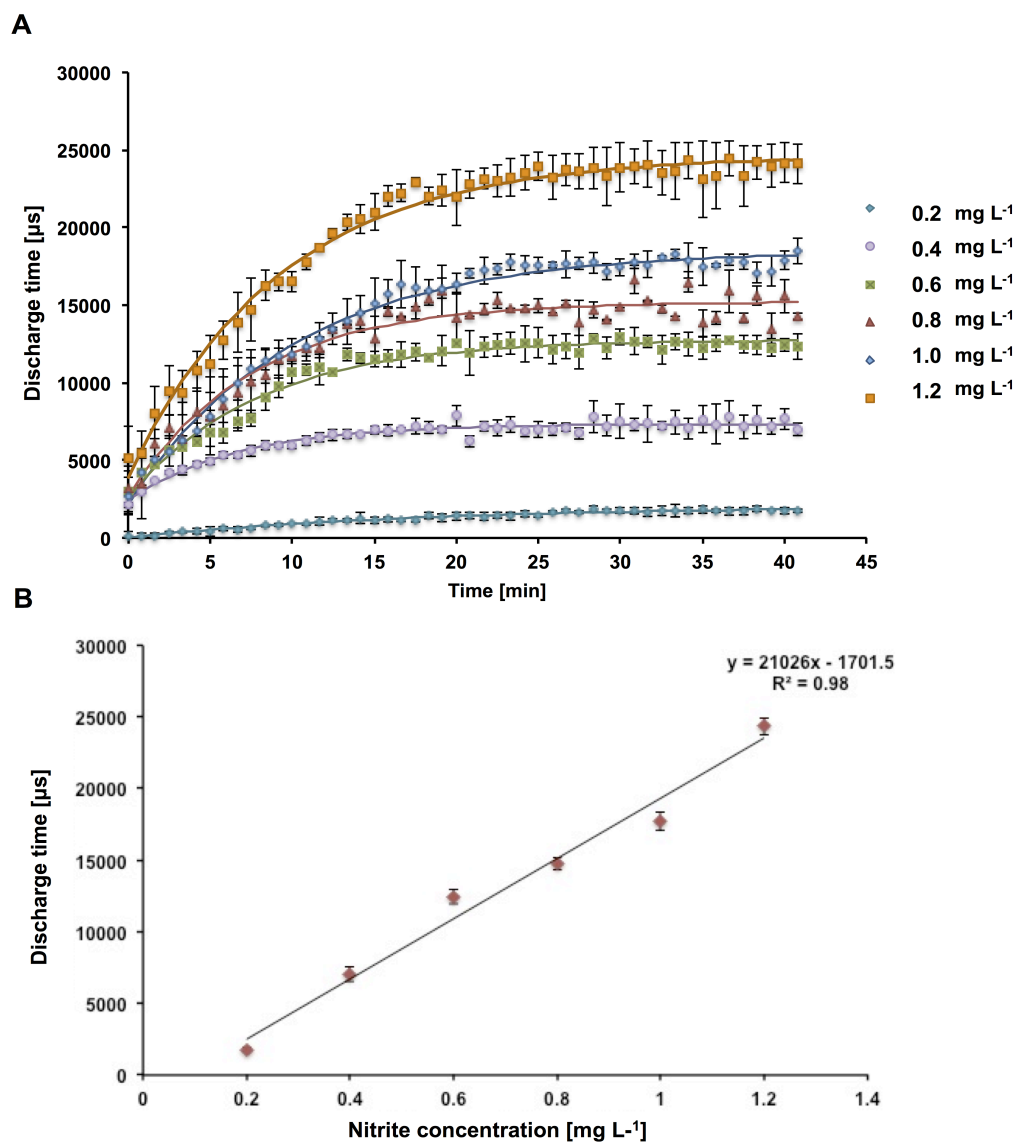 A
30000
25000
20000
15000
10000
5000
0
Discharge time [µs]
0 5 10 15 20 25 30 35 40 45
Time [min]
0.2 mg L-1
0.4 mg L-1
0.6 mg L-1
0.8 mg L-1
1.0 mg L-1
1.2 mg L-1
B
30000
25000
20000
15000
10000
5000
0
Discharge time [µs]
y = 21026x - 1701.5
R² = 0.98
0 0.2 0.4 0.6 0.8 1 1.2 1.4
Nitrite concentration [mg L-1]